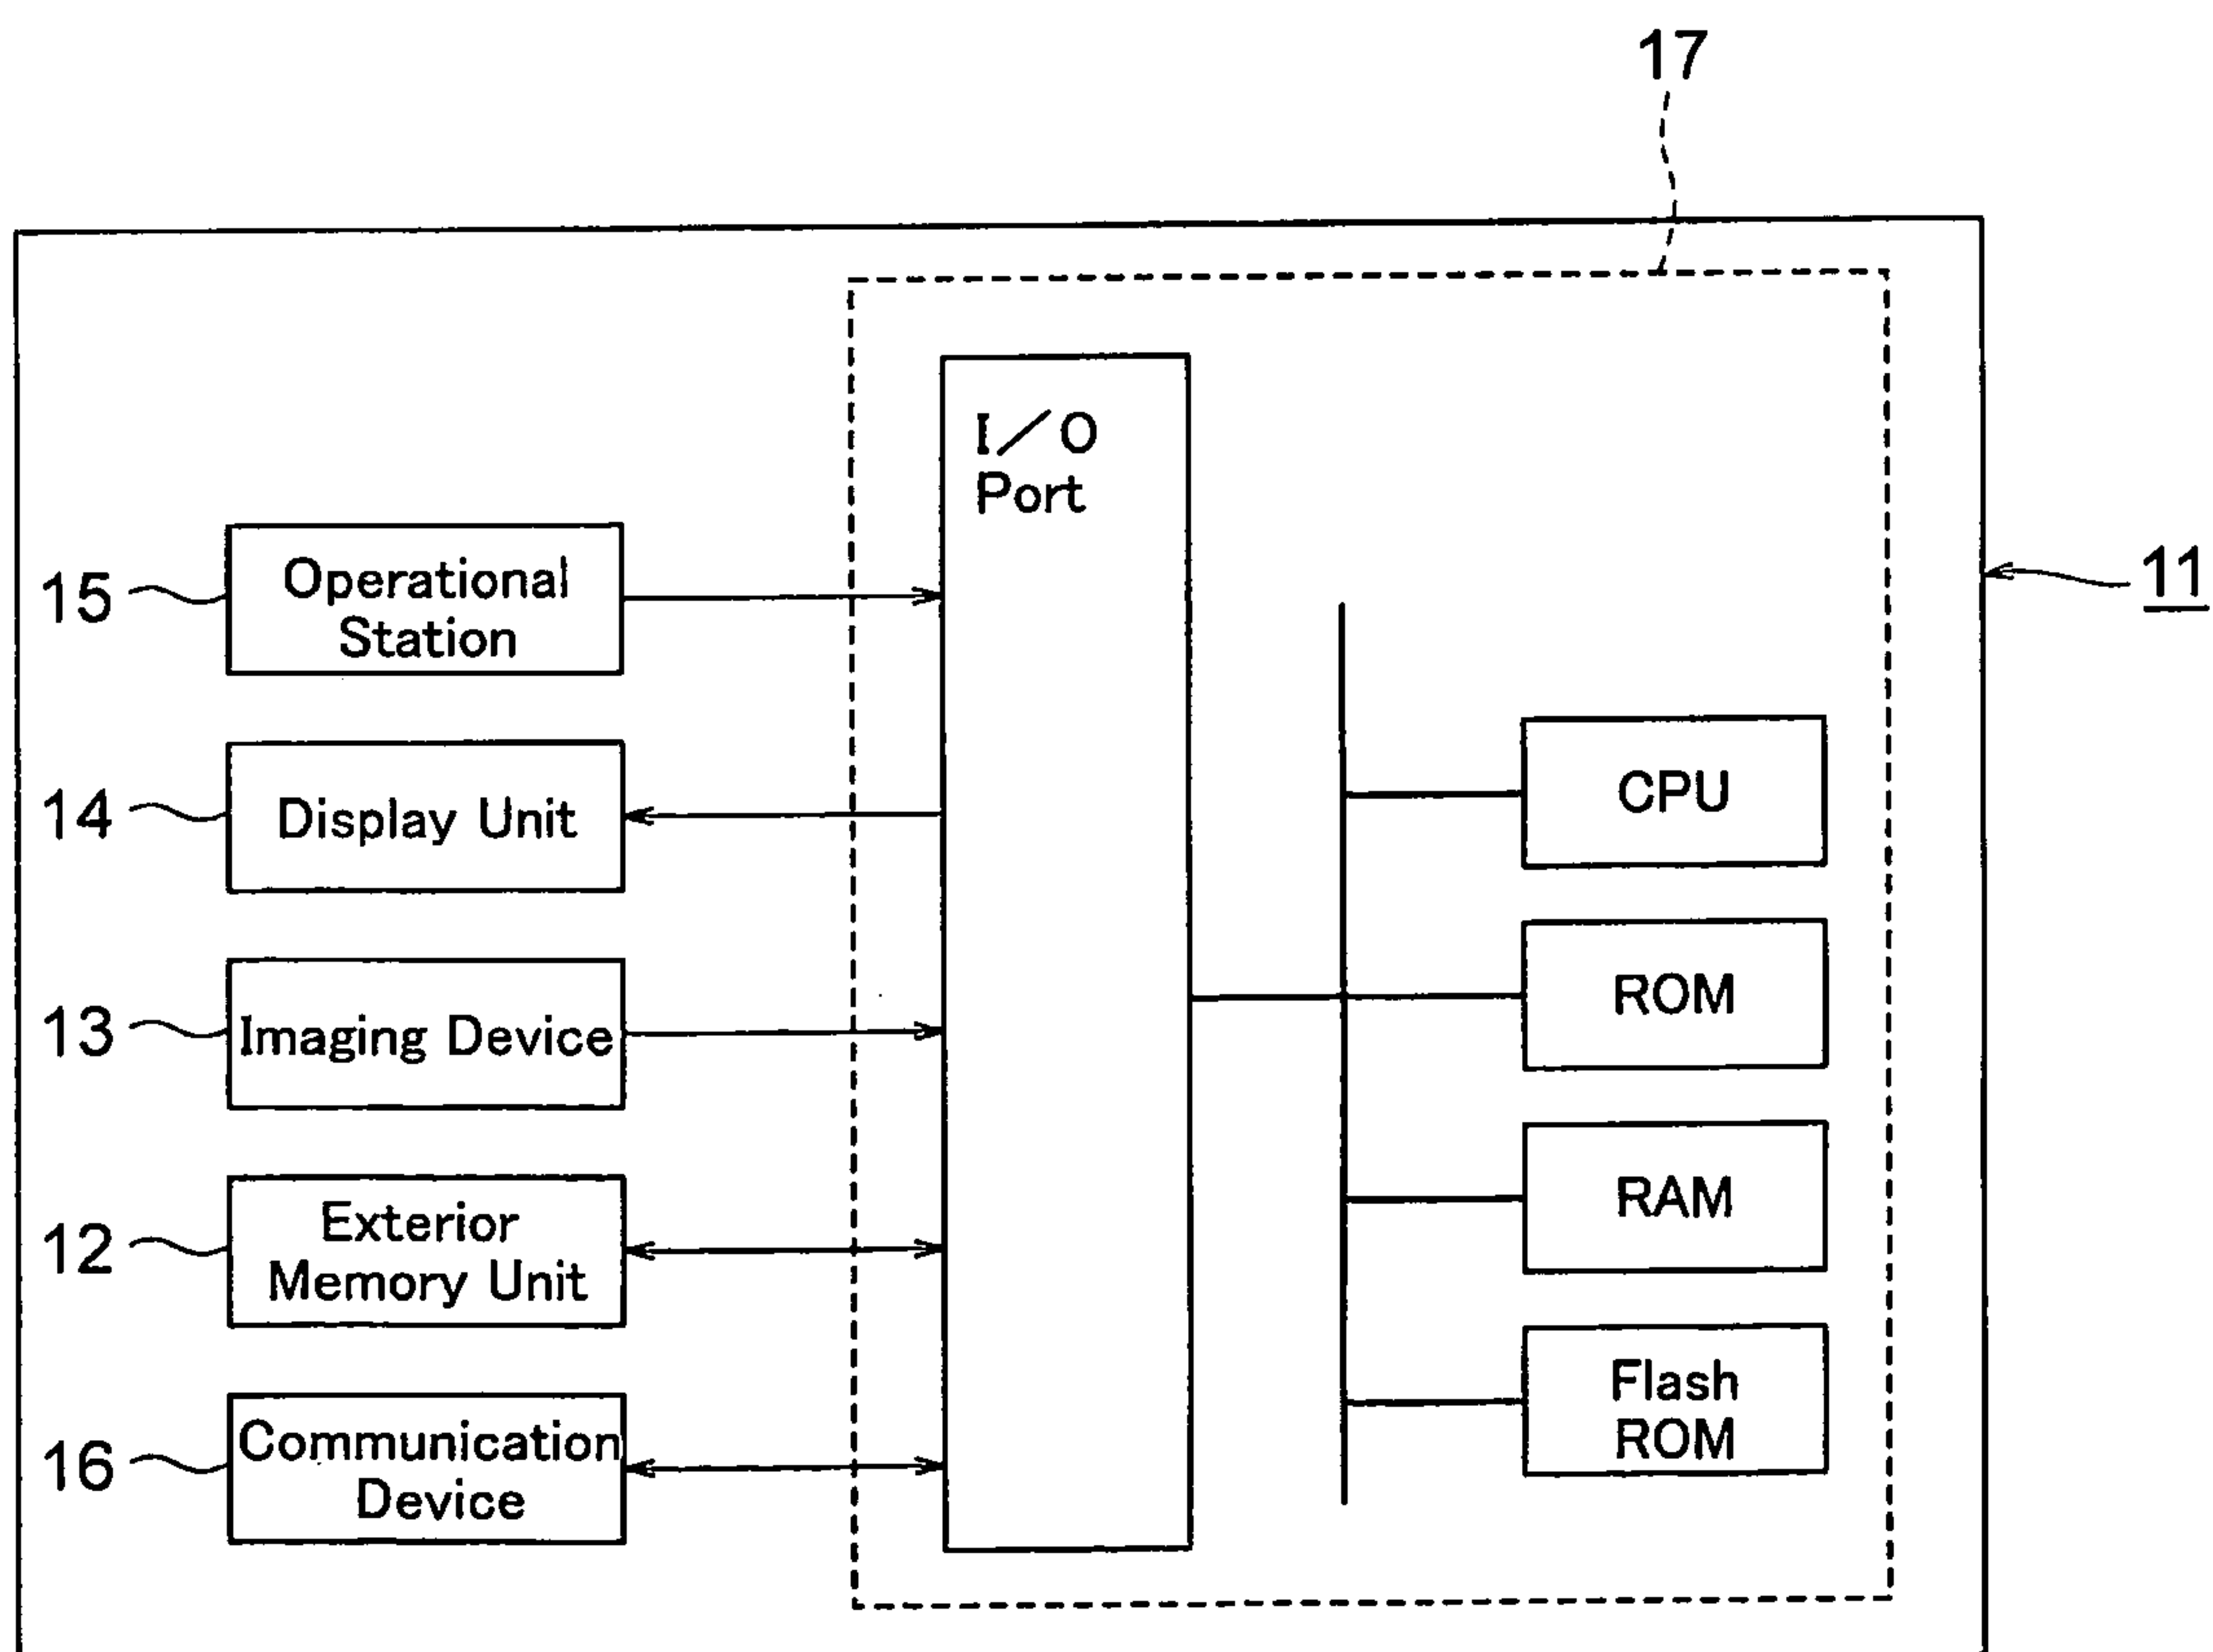 17
I/O
Port
11
15
Operational
Station
14
Display Unit
CPU
13
Imaging Device
ROM
12
Exterior
Memory Unit
RAM
16
Communication
Device
Flash
ROM